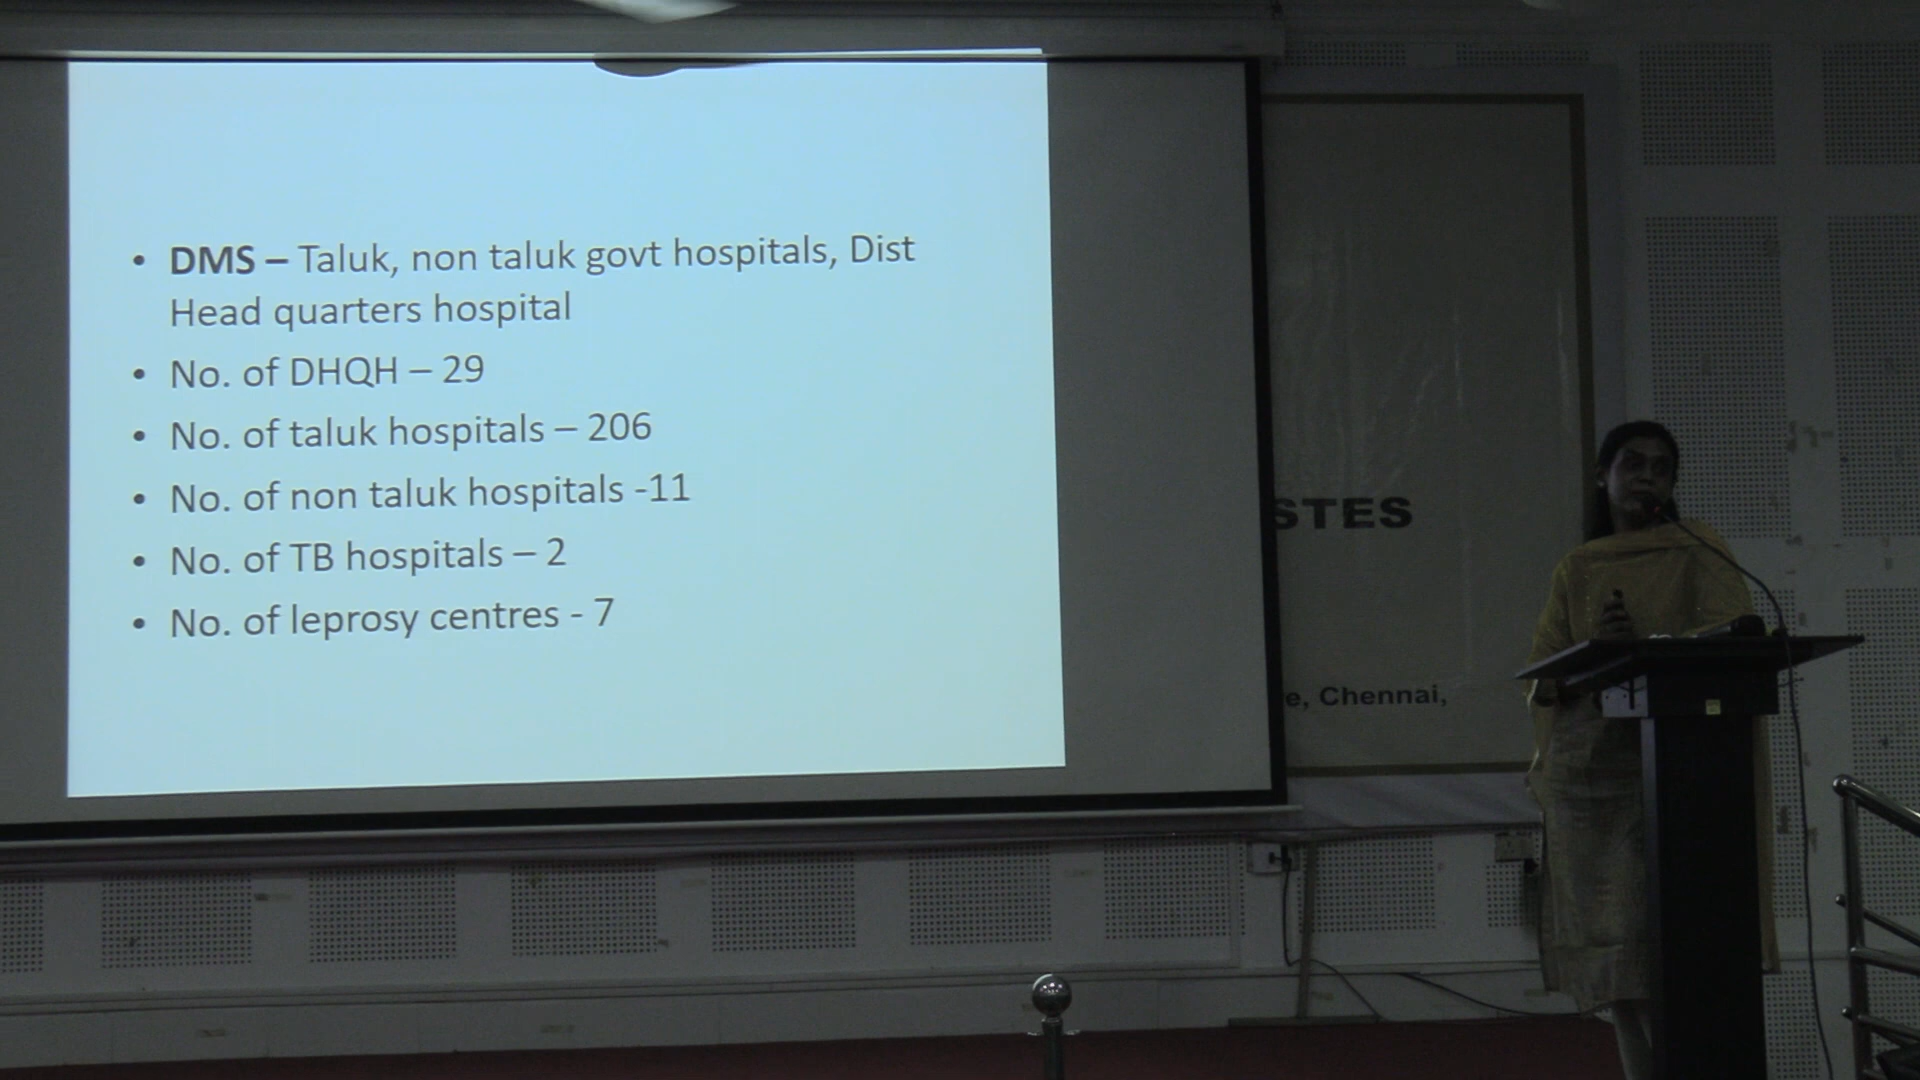 • DMS – Taluk, non taluk govt hospitals, Dist
Head quarters hospital
• No. of DHQH – 29
• No. of taluk hospitals – 206
• No. of non taluk hospitals -11
• No. of TB hospitals – 2
• No. of leprosy centres - 7
STES
e, Chennai,